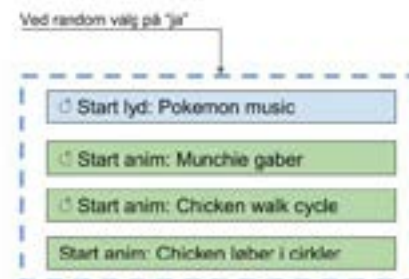 Ved random valg på "ja"
Start lyd: Pokemon music
Start anim: Munchie gaber
Start anim: Chicken walk cycle
Start anim: Chicken løber i cirkler